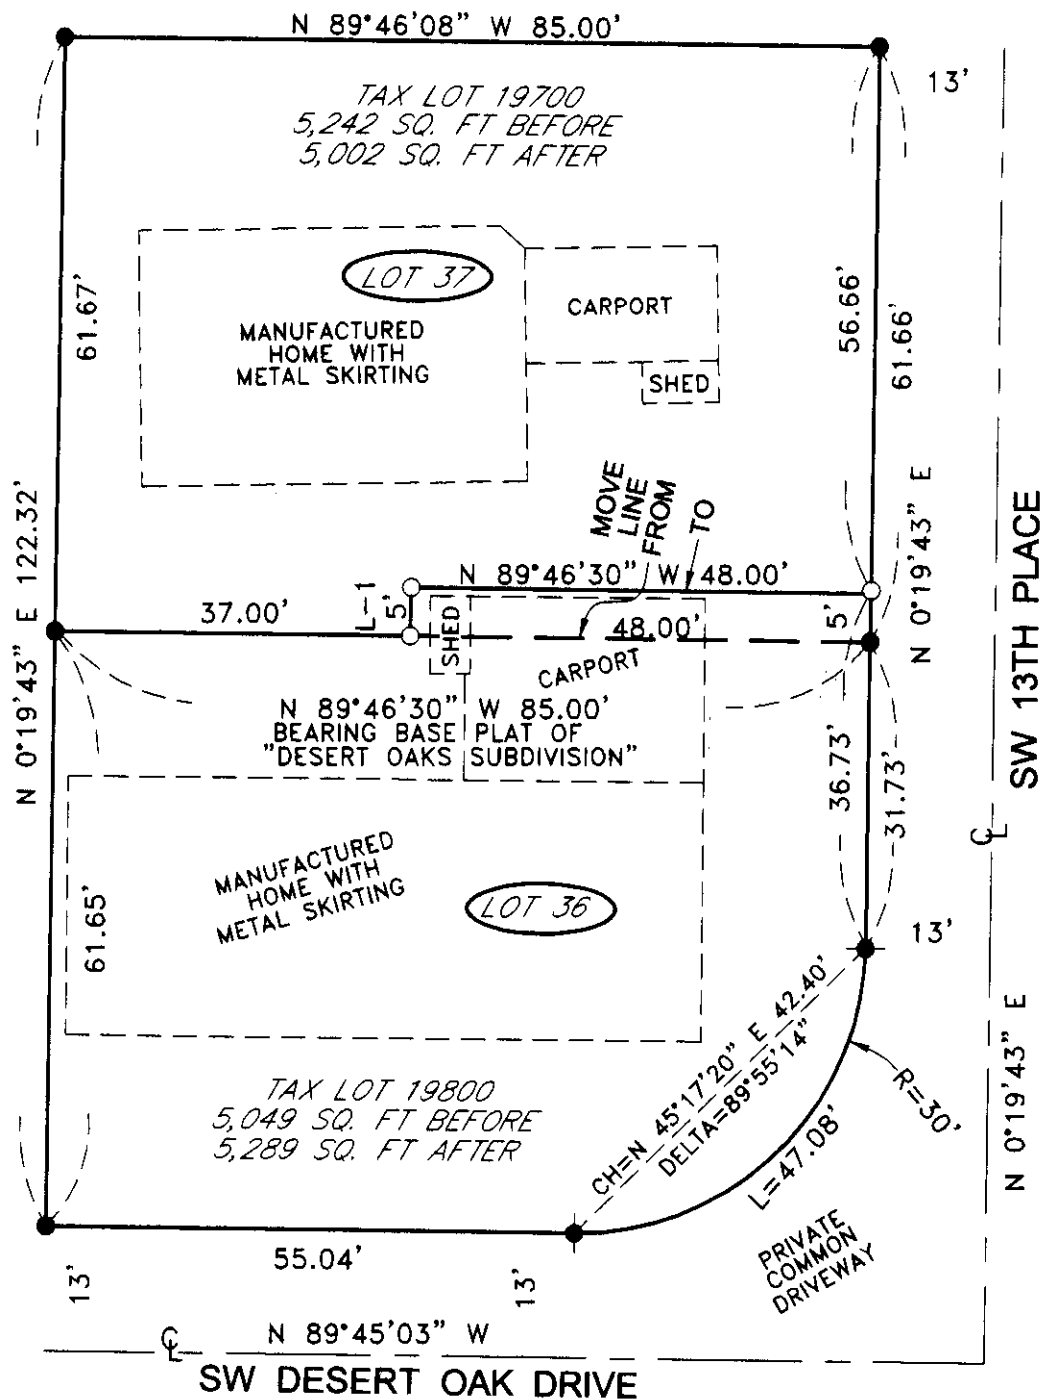 N 89°46'08" W 85.00'
13'
TAX LOT 19700
5,242 SQ. FT BEFORE
5,002 SQ. FT AFTER
LOT 37
MANUFACTURED
HOME WITH
METAL SKIRTING
CARPORT
SHED
61.67'
56.66'
61.66'
MOVE
LINE
FROM
TO
N 89°46'30" W 48.00'
L-1
5'
37.00'
48.00'
5'
SHED
CARPORT
N 0°19'43" E 122.32'
N 0°19'43" E
SW 13TH PLACE
N 89°46'30" W 85.00'
BEARING BASE PLAT OF
"DESERT OAKS SUBDIVISION"
36.73'
31.73'
CL
MANUFACTURED
HOME WITH
METAL SKIRTING
LOT 36
61.65'
13'
CH=N 45°17'20" E 42.40'
DELTA=89°55'14"
R=30'
L=47.08'
N 0°19'43" E
TAX LOT 19800
5,049 SQ. FT BEFORE
5,289 SQ. FT AFTER
PRIVATE
COMMON
DRIVEWAY
55.04'
13'
13'
CL N 89°45'03" W
SW DESERT OAK DRIVE